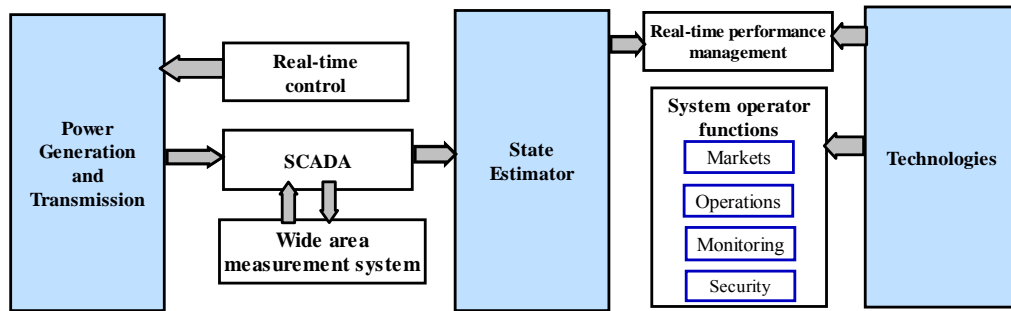 Power
Generation
and
Transmission
Real-time
control
SCADA
Wide area
measurement system
State
Estimator
Real-time performance
management
System operator
functions
Markets
Operations
Monitoring
Security
Technologies